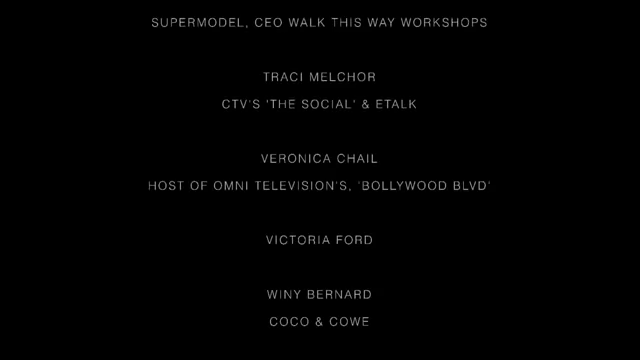 SUPERMODEL, CEO WALK THIS WAY WORKSHOPS
TRACI MELCHOR
CTV'S 'THE SOCIAL' & ETALK
VERONICA CHAIL
HOST OF OMNI TELEVISION'S, 'BOLLYWOOD BLVD'
VICTORIA FORD
WINY BERNARD
COCO & COWE